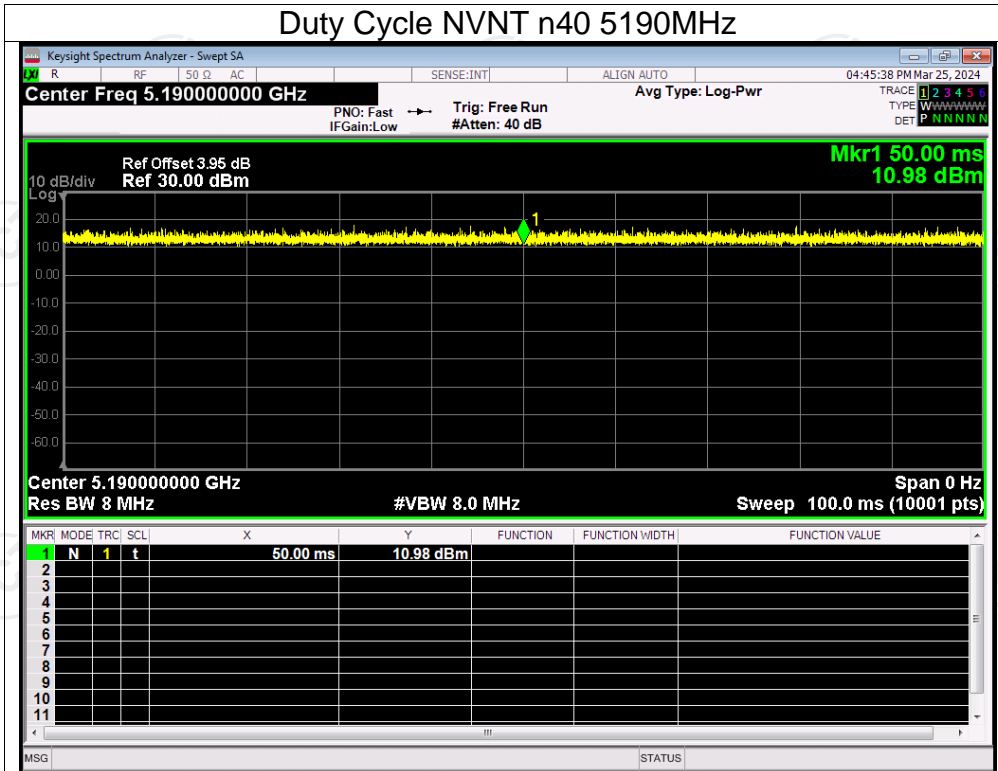 Duty Cycle NVNT n40 5190MHz
Keysight Spectrum Analyzer - Swept SA
LXI R RF 50 Ω AC SENSE:INT ALIGN AUTO 04:45:38 PM Mar 25, 2024
Center Freq 5.190000000 GHz Avg Type: Log-Pwr TRACE 1 2 3 4 5 6
PNO: Fast Trig: Free Run TYPE WWWWWW
IFGain:Low #Atten: 40 dB DET P N N N N N
Mkr1 50.00 ms
Ref Offset 3.95 dB
10 dB/div Ref 30.00 dBm 10.98 dBm
Log
20.0
1
10.0
0.00
-10.0
-20.0
-30.0
-40.0
-50.0
-60.0
Center 5.190000000 GHz Span 0 Hz
Res BW 8 MHz #VBW 8.0 MHz Sweep 100.0 ms (10001 pts)
MKR MODE TRC SCL X Y FUNCTION FUNCTION WIDTH FUNCTION VALUE
1 N 1 t 50.00 ms 10.98 dBm
2
3
4
5
6
7
8
9
10
11
MSG STATUS